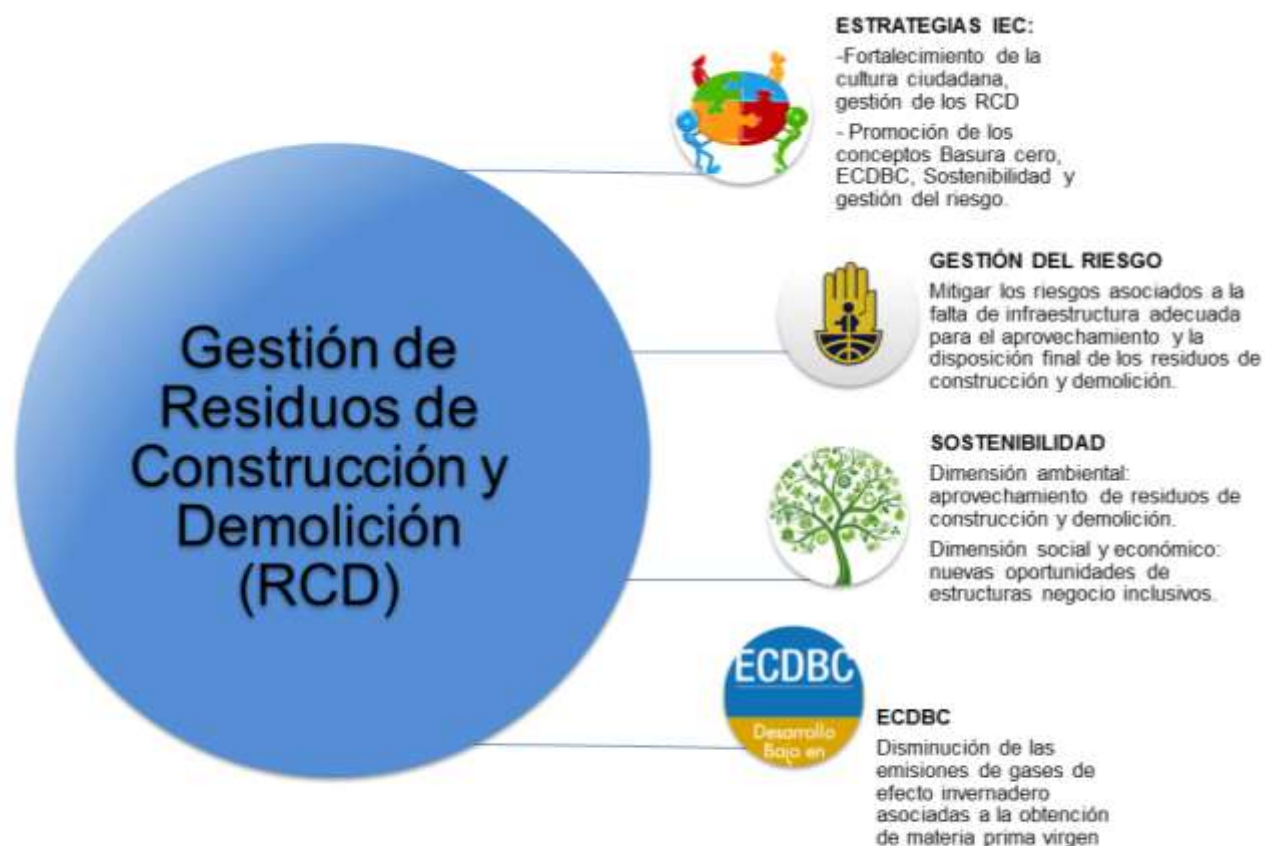 Gestión de
Residuos de
Construcción y
Demolición
(RCD)
ESTRATEGIAS IEC:
-Fortalecimiento de la
cultura ciudadana,
gestión de los RCD
- Promoción de los
conceptos Basura cero,
ECDBC, Sostenibilidad y
gestión del riesgo.
GESTIÓN DEL RIESGO
Mitigar los riesgos asociados a la
falta de infraestructura adecuada
para el aprovechamiento y la
disposición final de los residuos de
construcción y demolición.
SOSTENIBILIDAD
Dimensión ambiental:
aprovechamiento de residuos de
construcción y demolición.
Dimensión social y económico:
nuevas oportunidades de
estructuras negocio inclusivos.
ECDBC
Desarrollo
Bajo en
ECDBC
Disminución de las
emisiones de gases de
efecto invernadero
asociadas a la obtención
de materia prima virgen